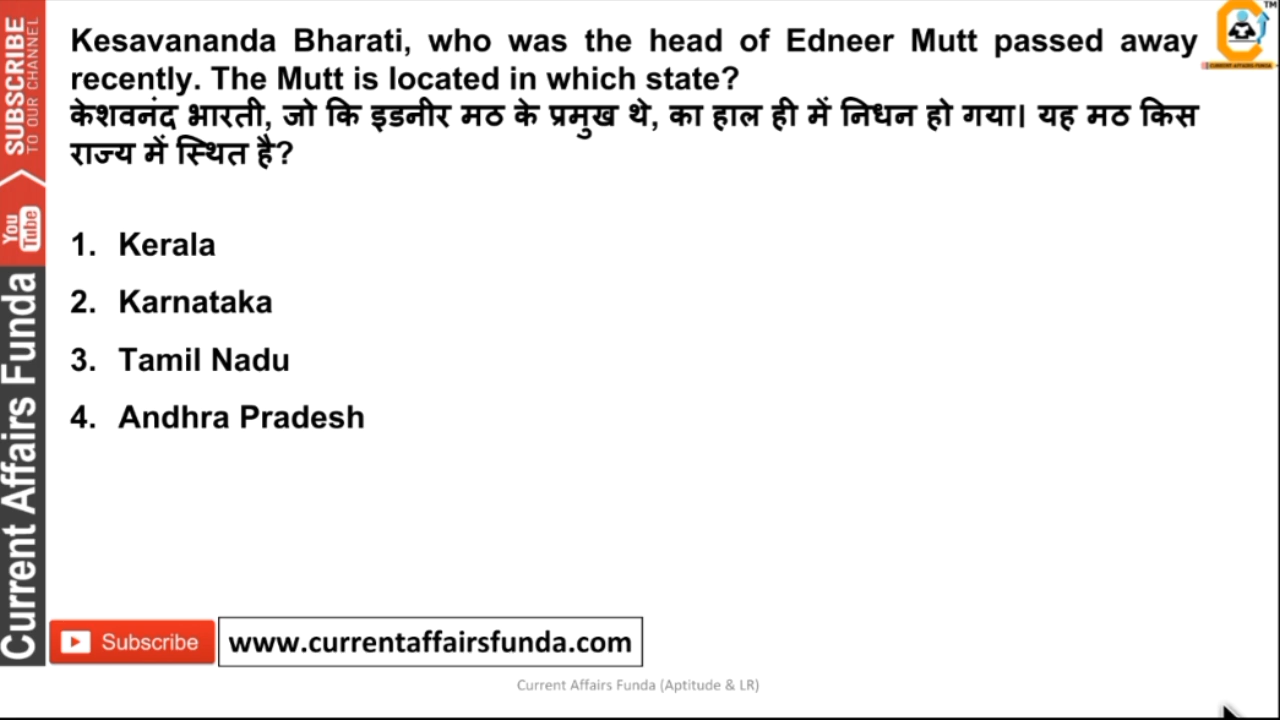 Kesavananda Bharati, who was the head of Edneer Mutt passed away
recently. The Mutt is located in which state?
केशवनंद भारती, जो कि इडनीर मठ के प्रमुख थे, का हाल ही में निधन हो गया। यह मठ किस
राज्य में स्थित है?
1. Kerala
2. Karnataka
3. Tamil Nadu
4. Andhra Pradesh
SUBSCRIBE
TO OUR CHANNEL
You
Tube
Current Affairs Funda
TM
CURRENT AFFAIRS FUNDA
Subscribe
www.currentaffairsfunda.com
Current Affairs Funda (Aptitude & LR)